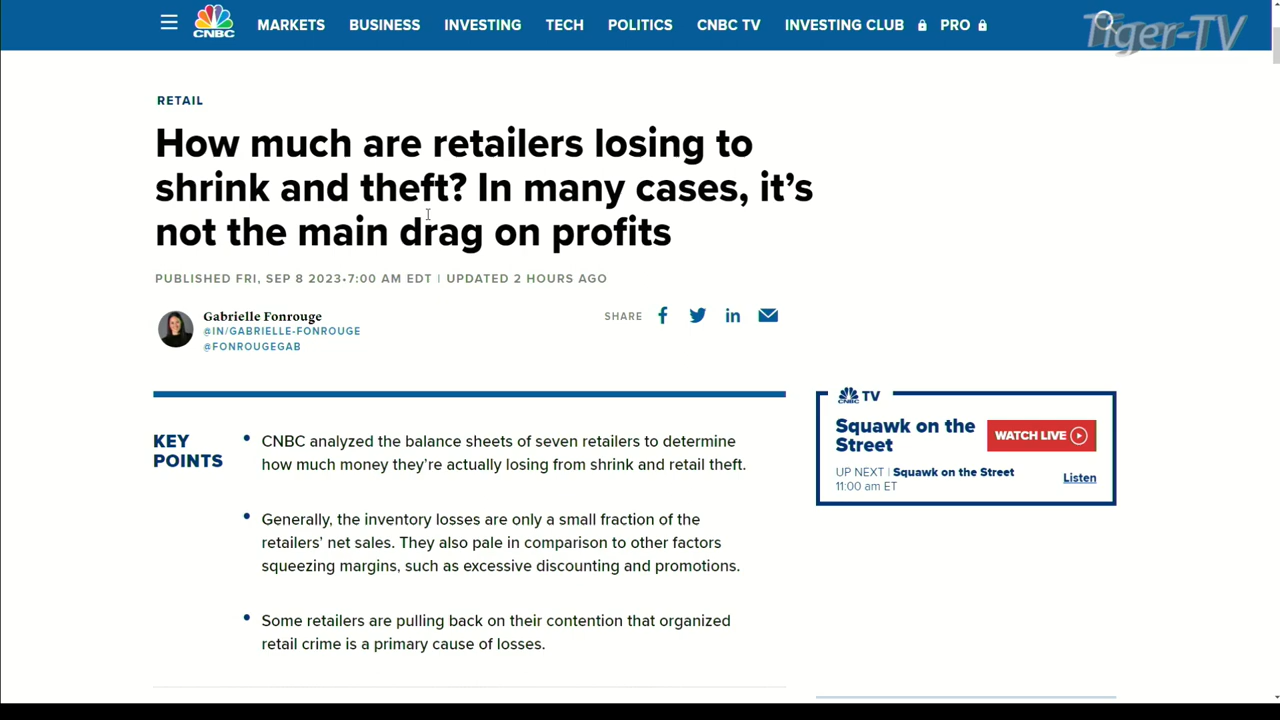 CNBC
MARKETS BUSINESS INVESTING TECH POLITICS CNBC TV INVESTING CLUB PRO
Tiger-TV
RETAIL
How much are retailers losing to
shrink and theft? In many cases, it’s
not the main drag on profits
PUBLISHED FRI, SEP 8 2023•7:00 AM EDT | UPDATED 2 HOURS AGO
Gabrielle Fonrouge
@IN/GABRIELLE-FONROUGE
@FONROUGEGAB
SHARE
KEY
POINTS
• CNBC analyzed the balance sheets of seven retailers to determine
how much money they’re actually losing from shrink and retail theft.
• Generally, the inventory losses are only a small fraction of the
retailers’ net sales. They also pale in comparison to other factors
squeezing margins, such as excessive discounting and promotions.
• Some retailers are pulling back on their contention that organized
retail crime is a primary cause of losses.
CNBC TV
Squawk on the
Street
WATCH LIVE
UP NEXT | Squawk on the Street
11:00 am ET
Listen